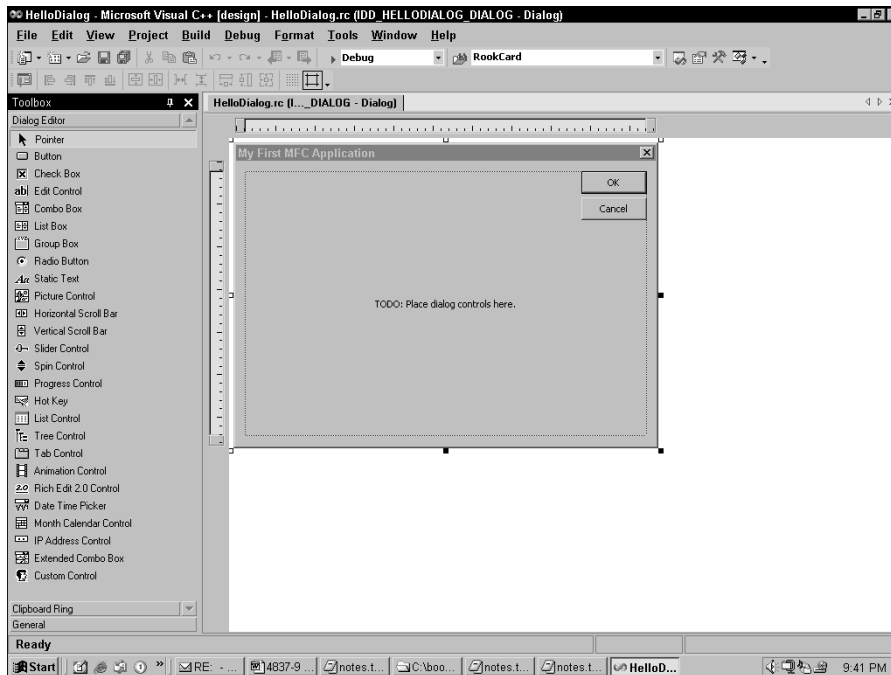 HelloDialog - Microsoft Visual C++ [design] - HelloDialog.rc (IDD_HELLODIALOG_DIALOG - Dialog)
File Edit View Project Build Debug Format Tools Window Help
Debug RookCard
Toolbox
HelloDialog.rc (I..._DIALOG - Dialog)
Dialog Editor
Pointer
Button
Check Box
Edit Control
Combo Box
List Box
Group Box
Radio Button
Static Text
Picture Control
Horizontal Scroll Bar
Vertical Scroll Bar
Slider Control
Spin Control
Progress Control
Hot Key
List Control
Tree Control
Tab Control
Animation Control
Rich Edit 2.0 Control
Date Time Picker
Month Calendar Control
IP Address Control
Extended Combo Box
Custom Control
Clipboard Ring
General
My First MFC Application
OK
Cancel
TODO: Place dialog controls here.
Ready
Start RE: - ... 4837-9 ... notes.t... C:\boo... notes.t... notes.t... HelloD... 9:41 PM